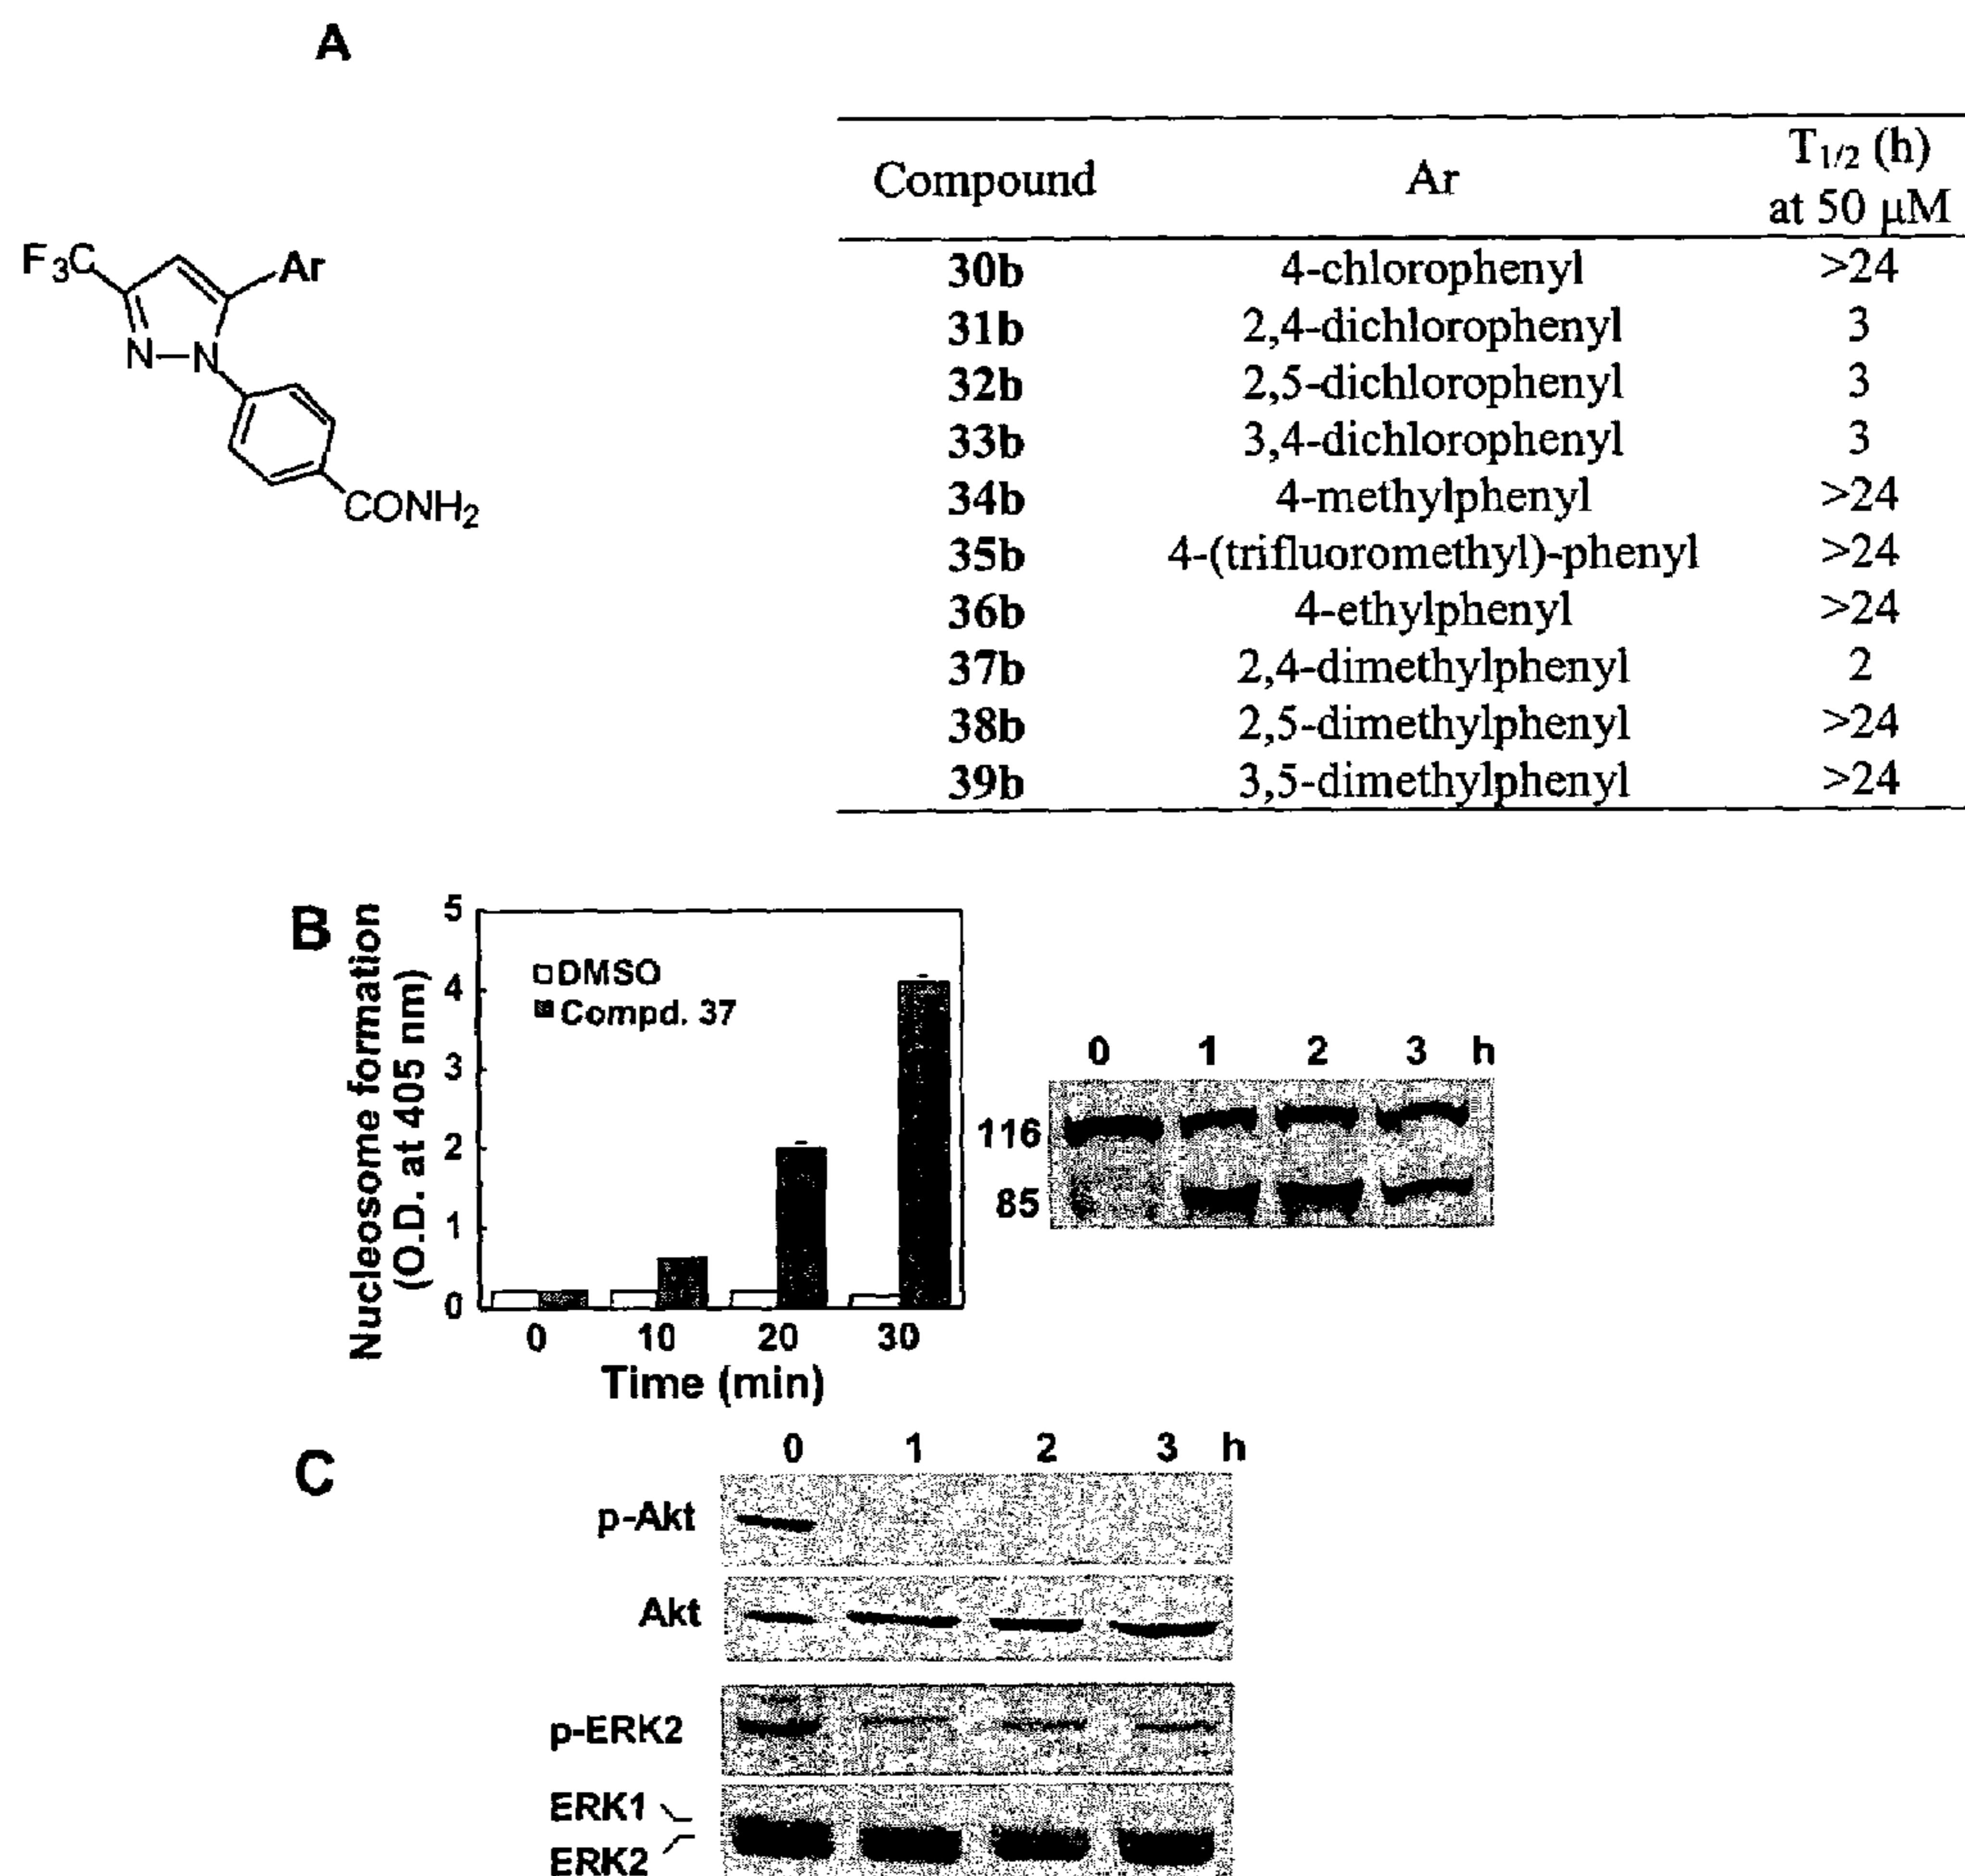 A
F3C
Ar
N
N
CONH2
Compound Ar T1/2 (h) at 50 μM
30b 4-chlorophenyl >24
31b 2,4-dichlorophenyl 3
32b 2,5-dichlorophenyl 3
33b 3,4-dichlorophenyl 3
34b 4-methylphenyl >24
35b 4-(trifluoromethyl)-phenyl >24
36b 4-ethylphenyl >24
37b 2,4-dimethylphenyl 2
38b 2,5-dimethylphenyl >24
39b 3,5-dimethylphenyl >24
B
Nucleosome formation
(O.D. at 405 nm)
5
4
3
2
1
0
DMSO
Compd. 37
0 10 20 30
Time (min)
0 1 2 3 h
116
85
C
0 1 2 3 h
p-Akt
Akt
p-ERK2
ERK1
ERK2